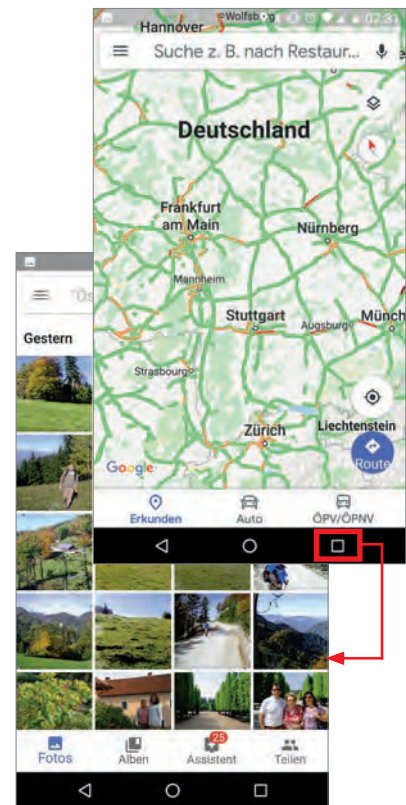 Hannover
Wolfsb g
07:31
Suche z. B. nach Restaur...
Deutschland
Frankfurt
am Main
Nürnberg
Mannheim
Stuttgart
Augsburg
Münch
Strasbourg
Zürich
Liechtenstein
Google
Route
Erkunden
Auto
ÖPV/ÖPNV
Gestern
Fotos
Alben
25
Assistent
Teilen